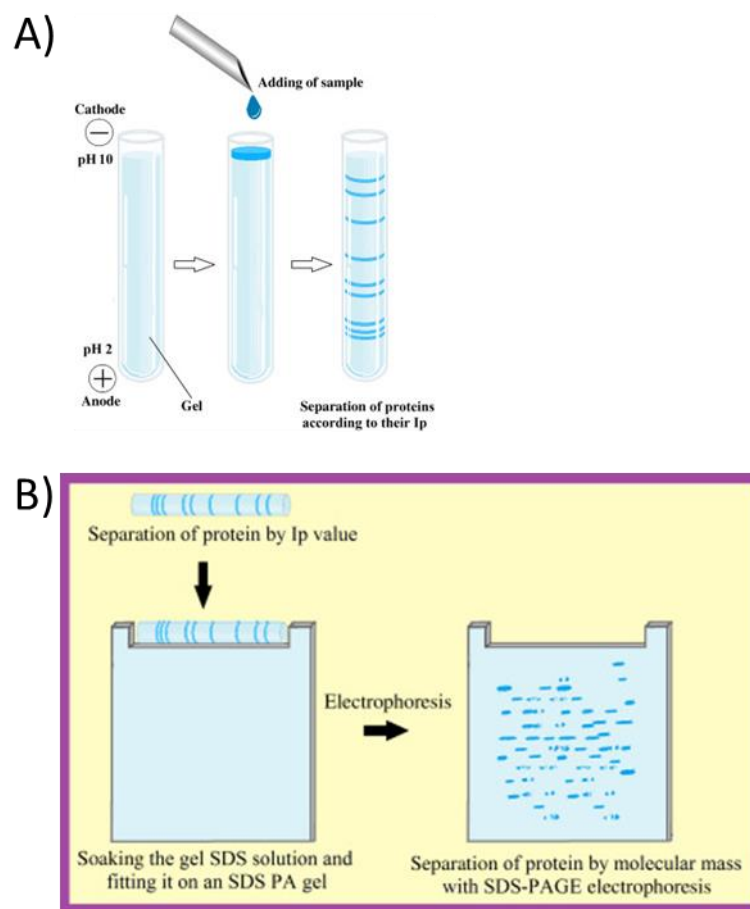 A)
Adding of sample
Cathode
−
pH 10
pH 2
+
Anode
Gel
Separation of proteins
according to their Ip
B)
Separation of protein by Ip value
Electrophoresis
Soaking the gel SDS solution and
fitting it on an SDS PA gel
Separation of protein by molecular mass
with SDS-PAGE electrophoresis